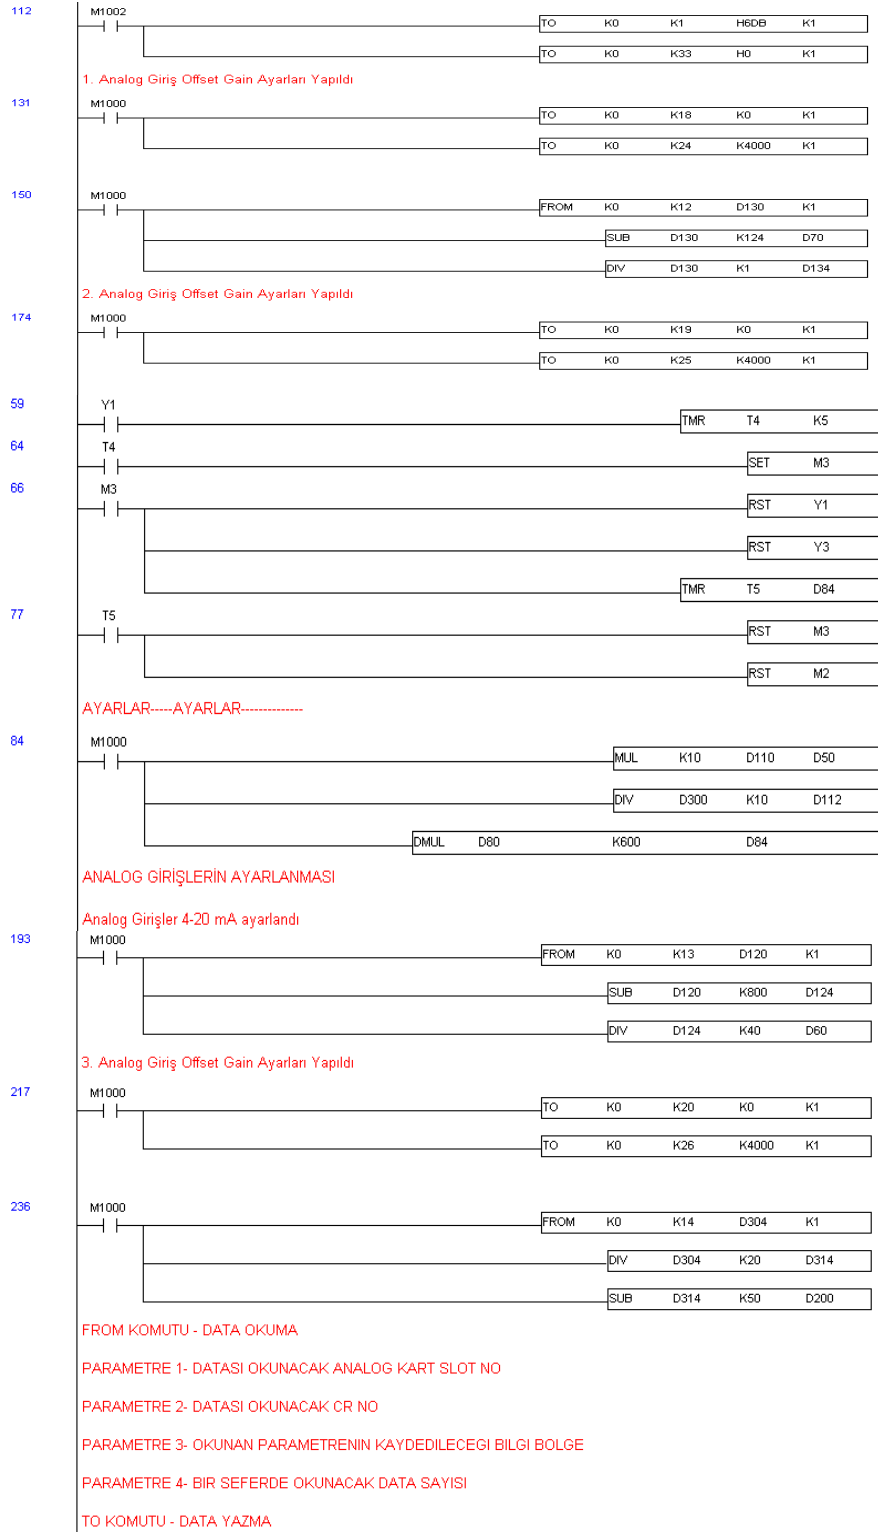 112 M1002 TO K0 K1 H6DB K1
TO K0 K33 H0 K1
1. Analog Giriş Offset Gain Ayarları Yapıldı
131 M1000 TO K0 K18 K0 K1
TO K0 K24 K4000 K1
150 M1000 FROM K0 K12 D130 K1
SUB D130 K124 D70
DIV D130 K1 D134
2. Analog Giriş Offset Gain Ayarları Yapıldı
174 M1000 TO K0 K19 K0 K1
TO K0 K25 K4000 K1
59 Y1 TMR T4 K5
64 T4 SET M3
66 M3 RST Y1
RST Y3
TMR T5 D84
77 T5 RST M3
RST M2
AYARLAR-----AYARLAR--------------
84 M1000 MUL K10 D110 D50
DIV D300 K10 D112
DMUL D80 K600 D84
ANALOG GİRİŞLERİN AYARLANMASI
Analog Girişler 4-20 mA ayarlandı
193 M1000 FROM K0 K13 D120 K1
SUB D120 K800 D124
DIV D124 K40 D60
3. Analog Giriş Offset Gain Ayarları Yapıldı
217 M1000 TO K0 K20 K0 K1
TO K0 K26 K4000 K1
236 M1000 FROM K0 K14 D304 K1
DIV D304 K20 D314
SUB D314 K50 D200
FROM KOMUTU - DATA OKUMA
PARAMETRE 1- DATASI OKUNACAK ANALOG KART SLOT NO
PARAMETRE 2- DATASI OKUNACAK CR NO
PARAMETRE 3- OKUNAN PARAMETRENIN KAYDEDILECEGI BILGI BOLGE
PARAMETRE 4- BIR SEFERDE OKUNACAK DATA SAYISI
TO KOMUTU - DATA YAZMA